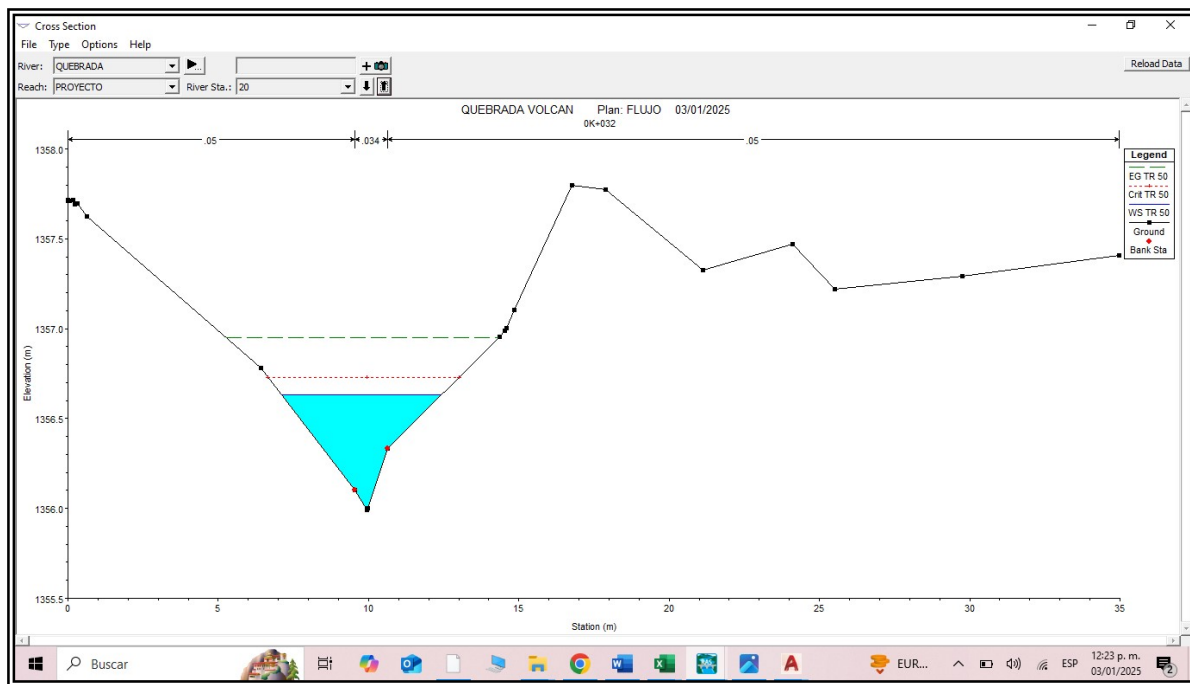 Cross Section
File Type Options Help
River: QUEBRADA
Reload Data
Reach: PROYECTO River Sta.: 20
QUEBRADA VOLCAN Plan: FLUJO 03/01/2025
0K+032
.05 .034 .05
Legend
EG TR 50
Crit TR 50
WS TR 50
Ground
Bank Sta
1358.0
1357.5
1357.0
1356.5
1356.0
1355.5
Elevation (m)
0 5 10 15 20 25 30 35
Station (m)
Buscar
EUR...
ESP
12:23 p. m.
03/01/2025
2